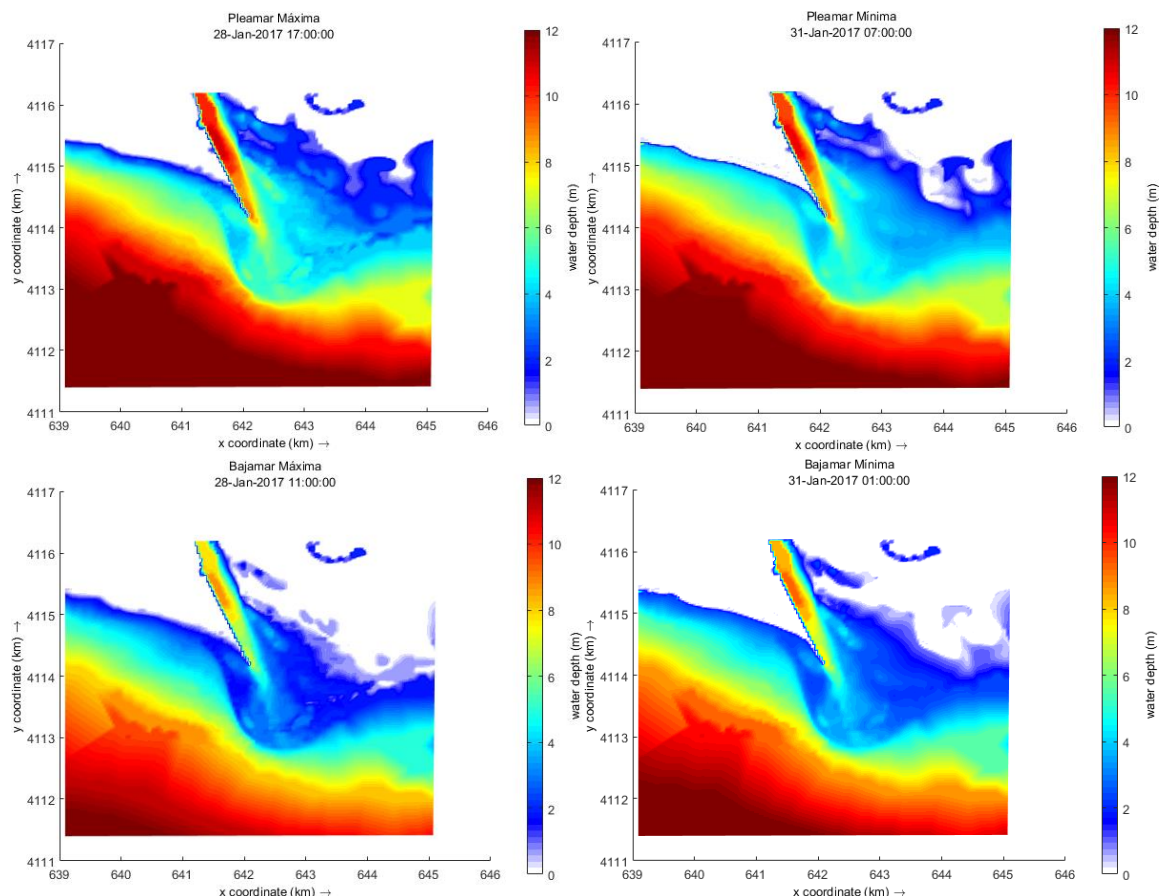 Pleamar Máxima
28-Jan-2017 17:00:00
4117
4116
4115
4114
4113
4112
4111
y coordinate (km) →
639 640 641 642 643 644 645 646
x coordinate (km) →
12
10
8
6
4
2
0
water depth (m)
Pleamar Mínima
31-Jan-2017 07:00:00
4117
4116
4115
4114
4113
4112
4111
y coordinate (km) →
639 640 641 642 643 644 645 646
x coordinate (km) →
12
10
8
6
4
2
0
water depth (m)
Bajamar Máxima
28-Jan-2017 11:00:00
4117
4116
4115
4114
4113
4112
4111
y coordinate (km) →
639 640 641 642 643 644 645 646
x coordinate (km) →
12
10
8
6
4
2
0
water depth (m)
Bajamar Mínima
31-Jan-2017 01:00:00
4117
4116
4115
4114
4113
4112
4111
y coordinate (km) →
639 640 641 642 643 644 645 646
x coordinate (km) →
12
10
8
6
4
2
0
water depth (m)